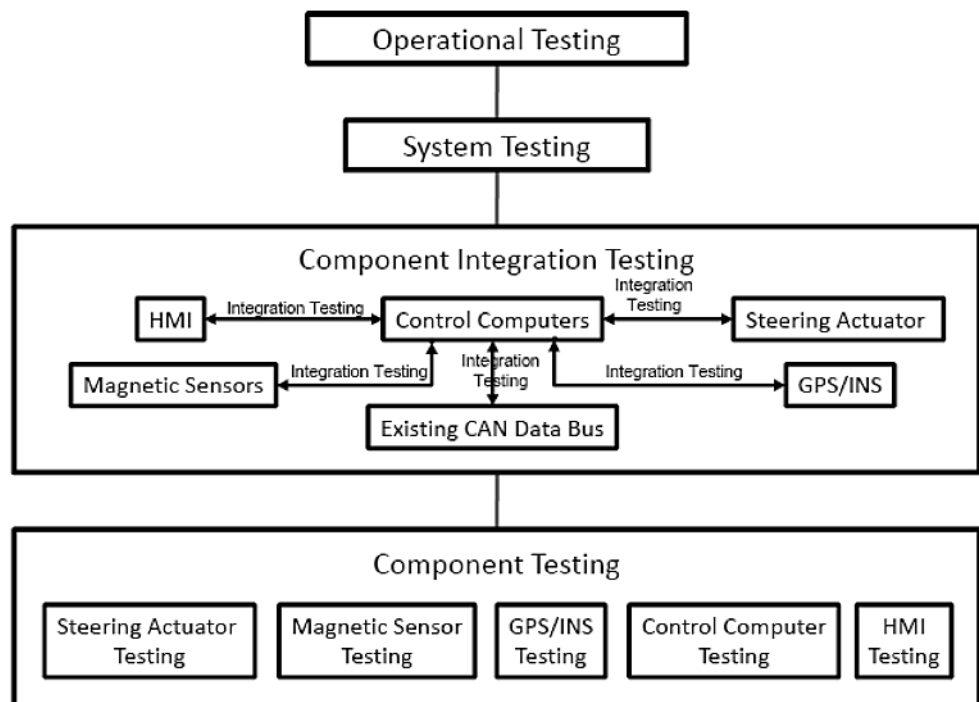 Operational Testing
System Testing
Component Integration Testing
Integration
Testing
HMI
Integration Testing
Control Computers
Steering Actuator
Magnetic Sensors
Integration Testing
Integration
Testing
Integration Testing
GPS/INS
Existing CAN Data Bus
Component Testing
Steering Actuator
Testing
Magnetic Sensor
Testing
GPS/INS
Testing
Control Computer
Testing
HMI
Testing